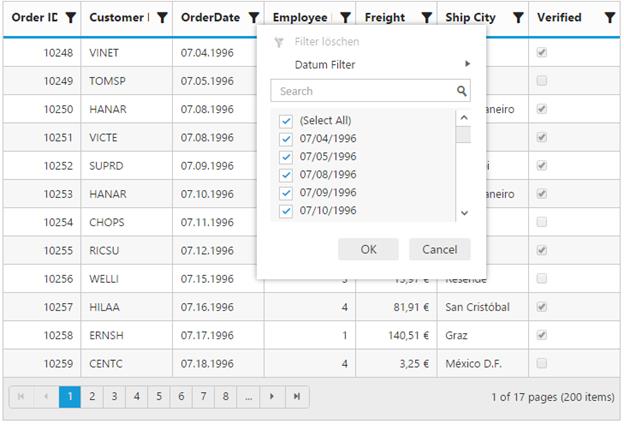 Order ID Customer OrderDate Employee Freight Ship City Verified
10248 VINET 07.04.1996
10249 TOMSP 07.05.1996
10250 HANAR 07.08.1996 aneiro
10251 VICTE 07.08.1996
10252 SUPRD 07.09.1996
10253 HANAR 07.10.1996 aneiro
10254 CHOPS 07.11.1996
10255 RICSU 07.12.1996
10256 WELLI 07.15.1996 3 13,97 € Resende
10257 HILAA 07.16.1996 4 81,91 € San Cristóbal
10258 ERNSH 07.17.1996 1 140,51 € Graz
10259 CENTC 07.18.1996 4 3,25 € México D.F.
Filter löschen
Datum Filter
Search
(Select All)
07/04/1996
07/05/1996
07/08/1996
07/09/1996
07/10/1996
OK Cancel
1 2 3 4 5 6 7 8 ... 1 of 17 pages (200 items)